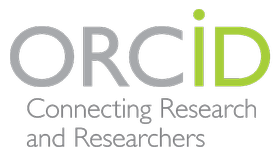 ORCiD
Connecting Research
and Researchers